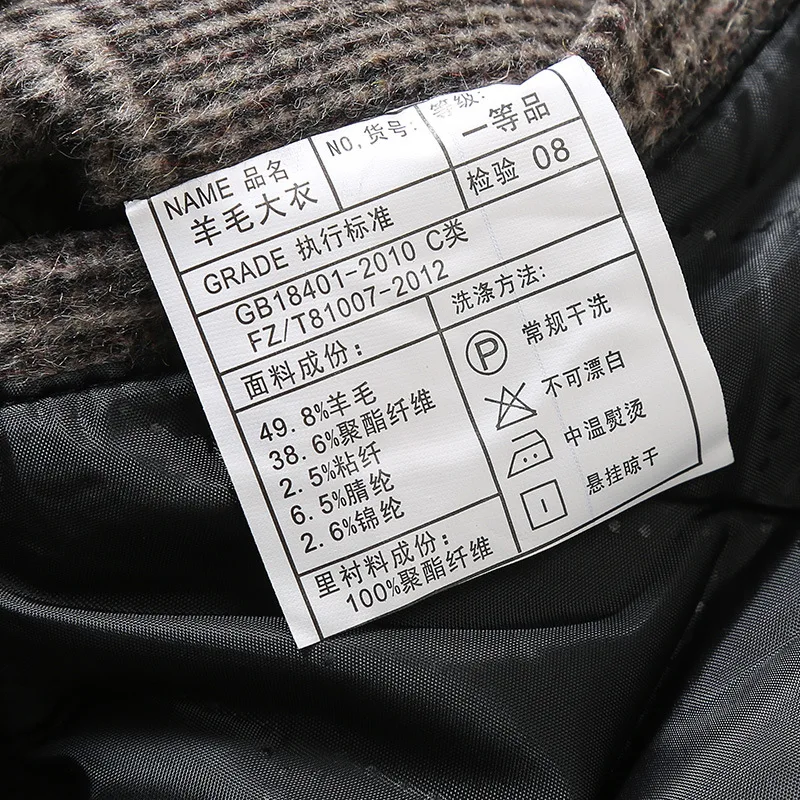 NAME 品名
羊毛大衣
NO,货号:
等级:
一等品
检验 08
GRADE 执行标准
GB18401-2010 C类
FZ/T81007-2012
面料成份:
49.8%羊毛
38.6%聚酯纤维
2.5%粘纤
6.5%腈纶
2.6%锦纶
里衬料成份:
100%聚酯纤维
洗涤方法:
P 常规干洗
不可漂白
中温熨烫
悬挂晾干